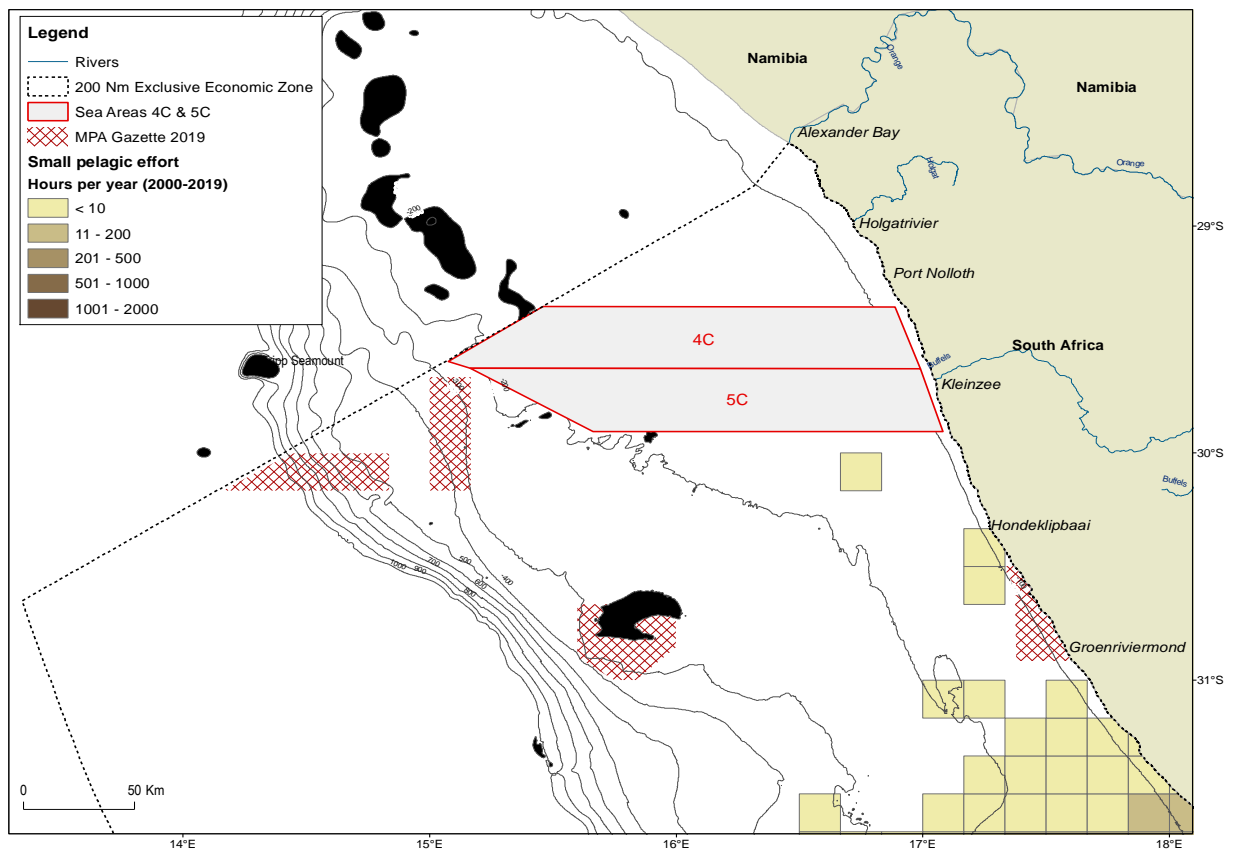 Legend
Rivers
200 Nm Exclusive Economic Zone
Sea Areas 4C & 5C
MPA Gazette 2019
Small pelagic effort
Hours per year (2000-2019)
< 10
11 - 200
201 - 500
501 - 1000
1001 - 2000
Namibia
Orange
Namibia
Alexander Bay
Orange
Holgat
-200
Holgatrivier
29°S
Port Nolloth
4C
South Africa
Buffels
Seamount
Kleinzee
5C
30°S
Buffels
Hondeklipbaai
500
-400
700
600
1000
900
800
Groenriviermond
31°S
0
50 Km
14°E
15°E
16°E
17°E
18°E